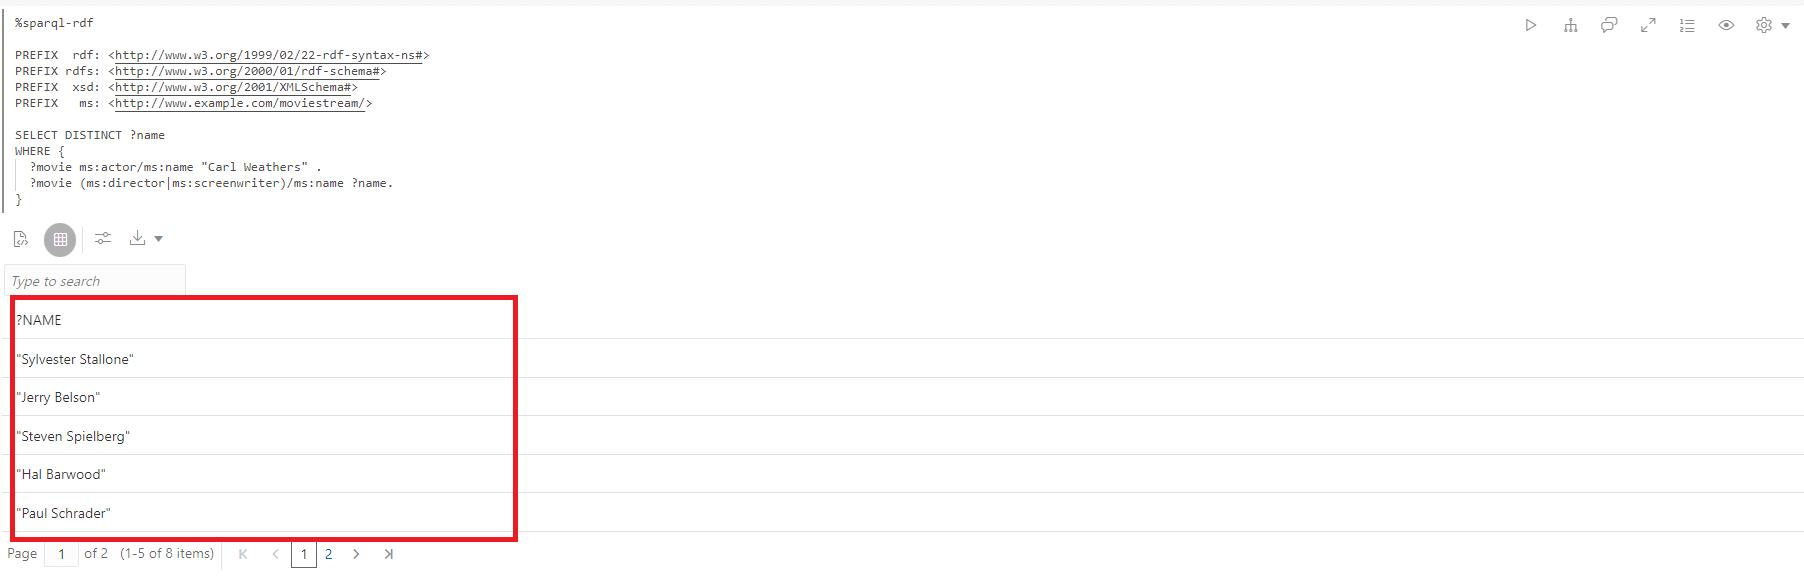 %sparql-rdf
PREFIX  rdf: <http://www.w3.org/1999/02/22-rdf-syntax-ns#>
PREFIX rdfs: <http://www.w3.org/2000/01/rdf-schema#>
PREFIX  xsd: <http://www.w3.org/2001/XMLSchema#>
PREFIX   ms: <http://www.example.com/moviestream/>
SELECT DISTINCT ?name
WHERE {
  ?movie ms:actor/ms:name "Carl Weathers" .
  ?movie (ms:director|ms:screenwriter)/ms:name ?name.
}
Type to search
?NAME
"Sylvester Stallone"
"Jerry Belson"
"Steven Spielberg"
"Hal Barwood"
"Paul Schrader"
Page 1 of 2 (1-5 of 8 items) 1 2